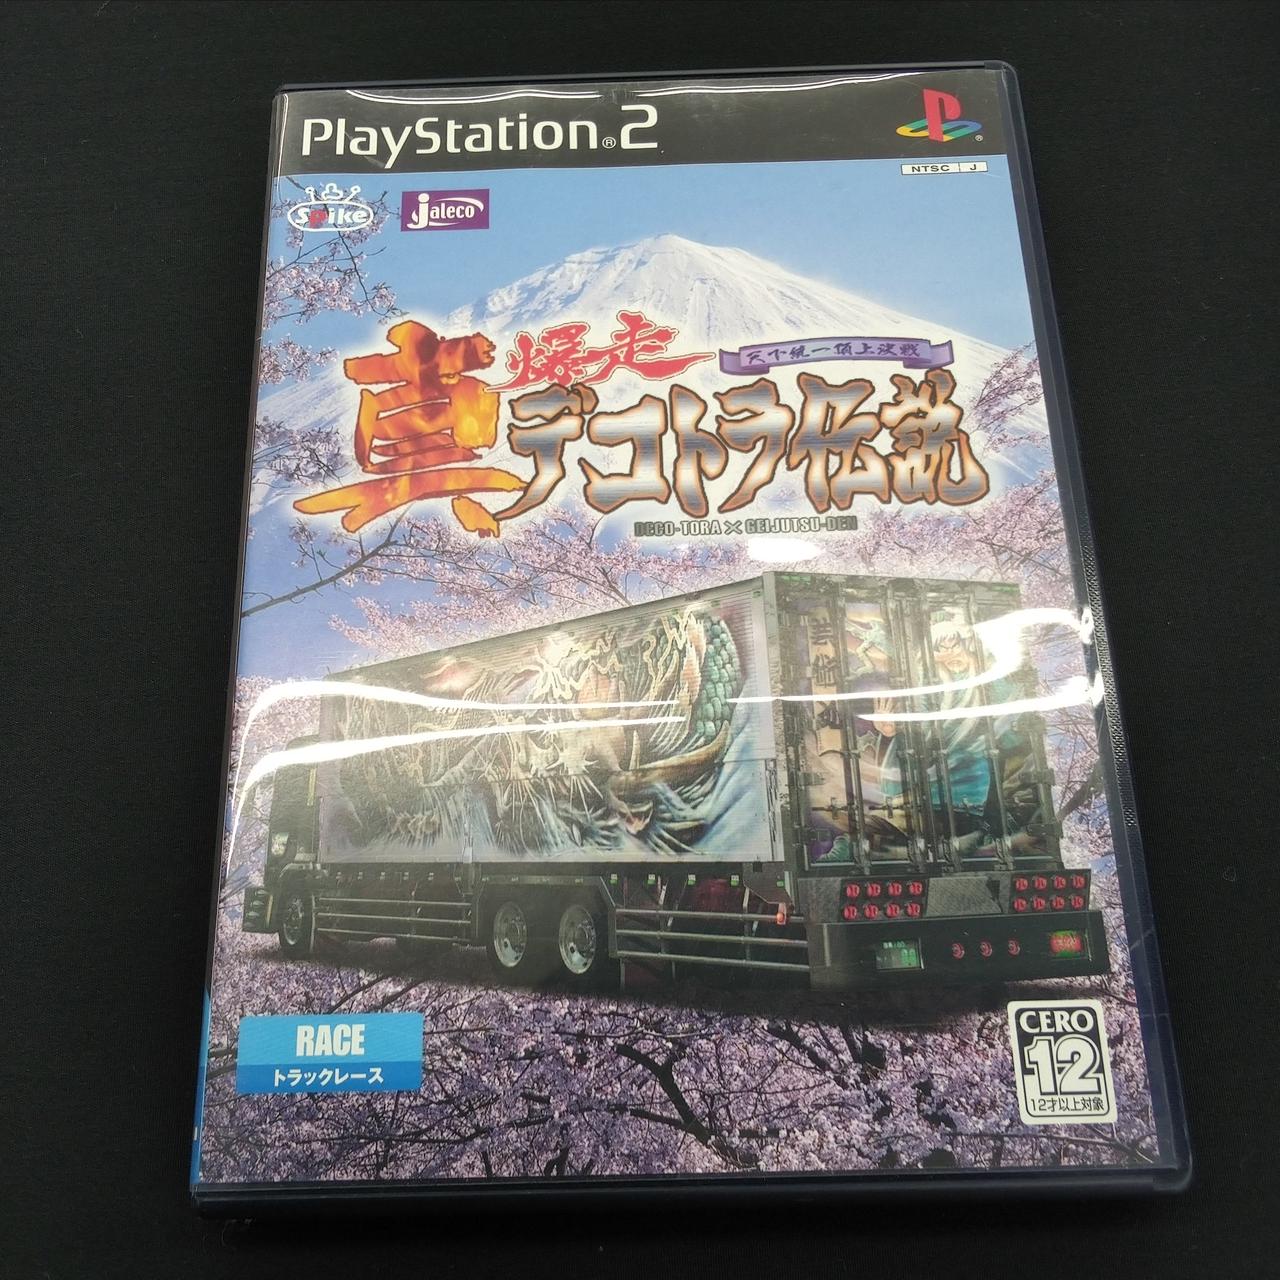 PlayStation®2
NTSC J
Spike
jaleco
真 爆走
天下統一頂上決戦
デコトラ伝説
DECO-TORA × GEIJUTSU-DEN
RACE
トラックレース
CERO
12
12才以上対象